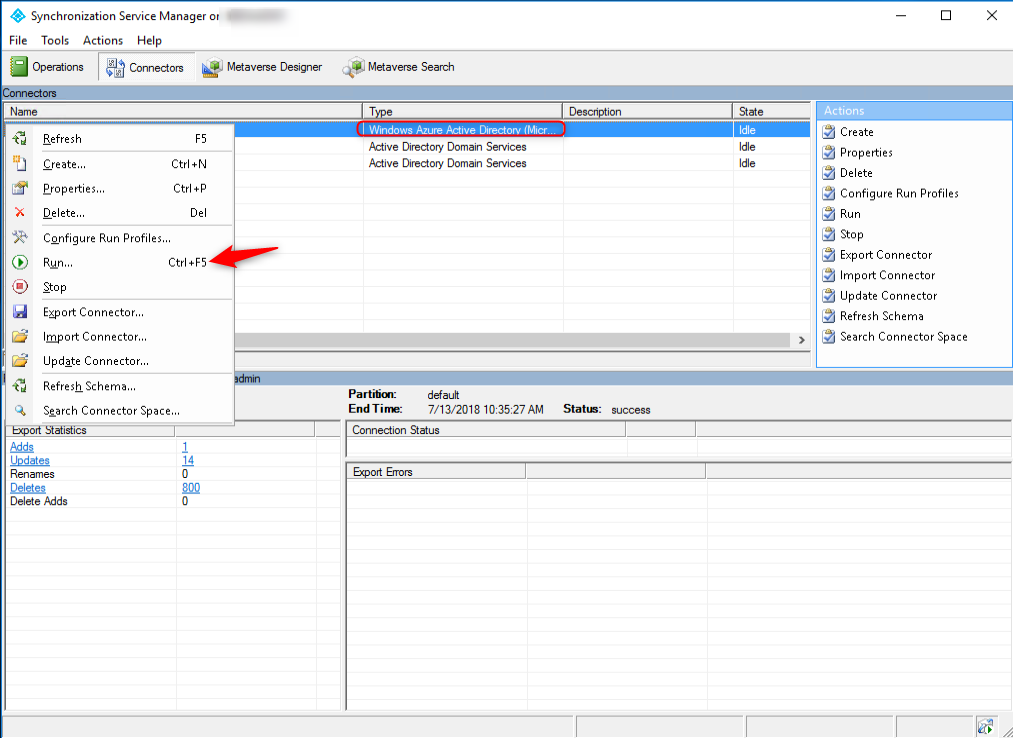 Synchronization Service Manager on
File Tools Actions Help
Operations Connectors Metaverse Designer Metaverse Search
Connectors
Name Type Description State
Windows Azure Active Directory (Micr... Idle
Active Directory Domain Services Idle
Active Directory Domain Services Idle
Refresh F5
Create... Ctrl+N
Properties... Ctrl+P
Delete... Del
Configure Run Profiles...
Run... Ctrl+F5
Stop
Export Connector...
Import Connector...
Update Connector...
Refresh Schema...
Search Connector Space...
Actions
Create
Properties
Delete
Configure Run Profiles
Run
Stop
Export Connector
Import Connector
Update Connector
Refresh Schema
Search Connector Space
admin
Partition: default
End Time: 7/13/2018 10:35:27 AM Status: success
Export Statistics
Adds 1
Updates 14
Renames 0
Deletes 800
Delete Adds 0
Connection Status
Export Errors